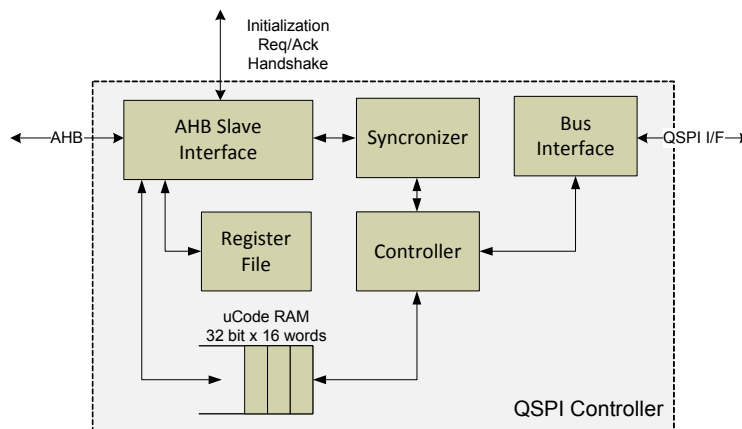 Initialization
Req/Ack
Handshake
AHB
AHB Slave
Interface
Syncronizer
Bus
Interface
QSPI I/F
Register
File
Controller
uCode RAM
32 bit x 16 words
QSPI Controller